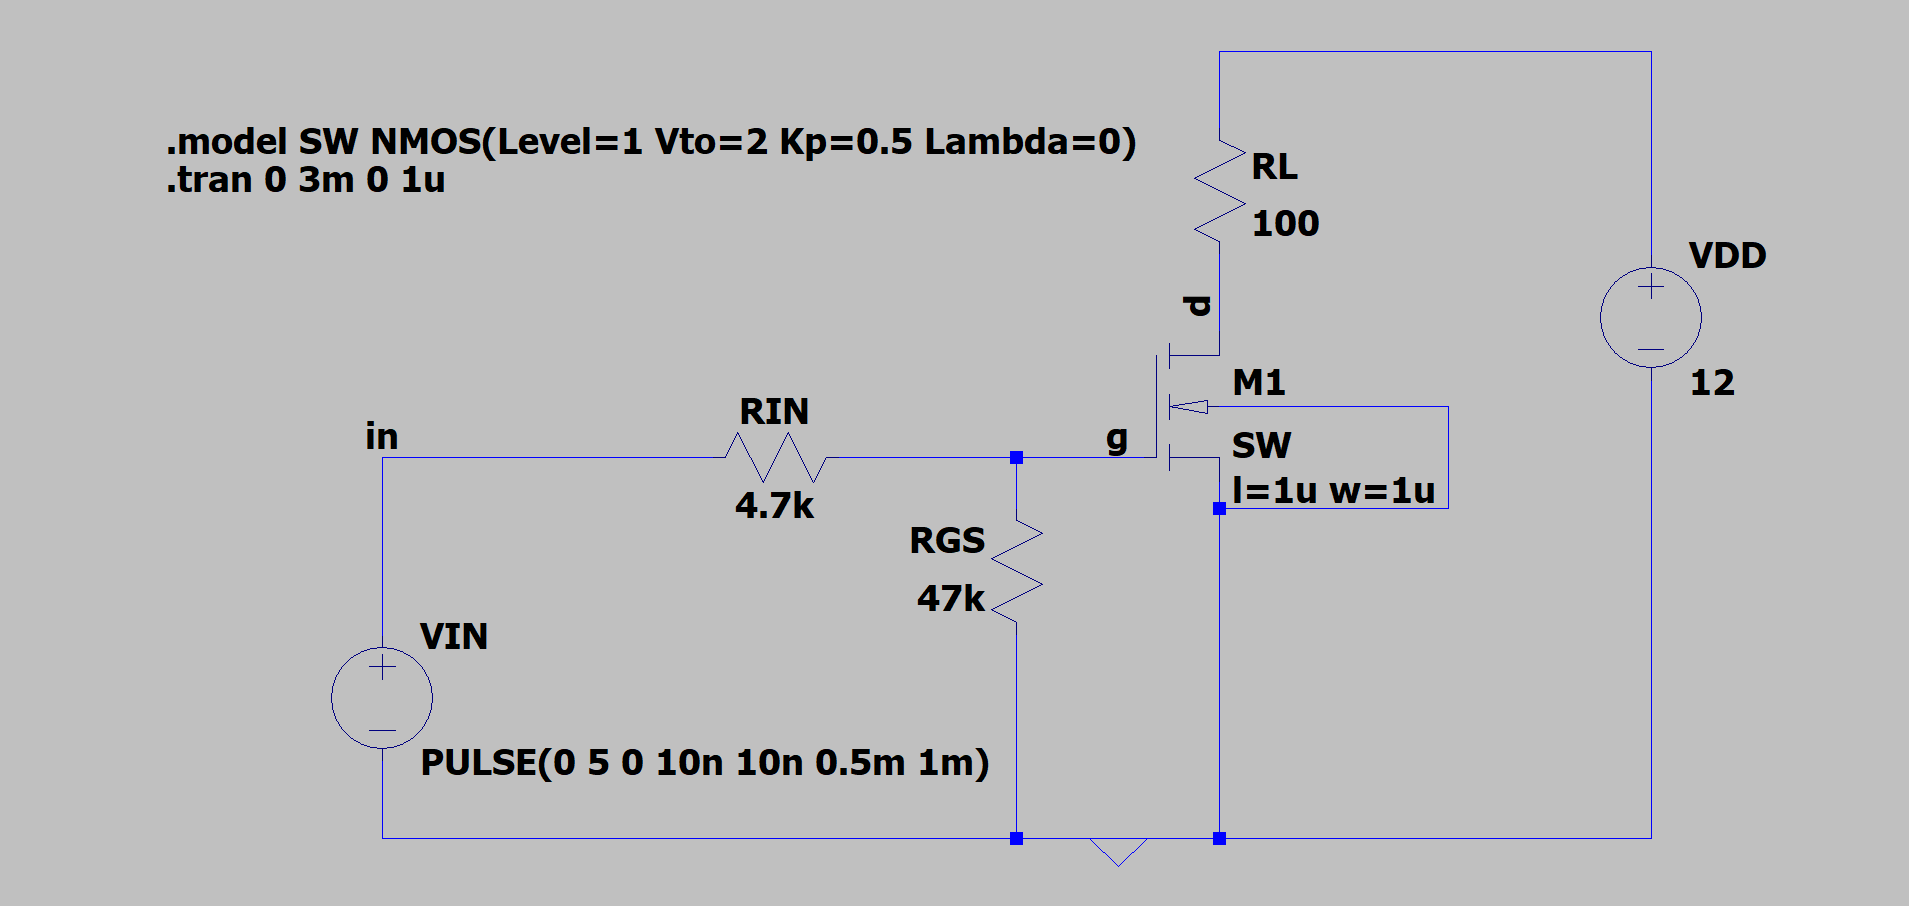 .model SW NMOS(Level=1 Vto=2 Kp=0.5 Lambda=0)
.tran 0 3m 0 1u
RL
100
VDD
12
d
M1
SW
l=1u w=1u
RIN
4.7k
in
g
RGS
47k
VIN
PULSE(0 5 0 10n 10n 0.5m 1m)